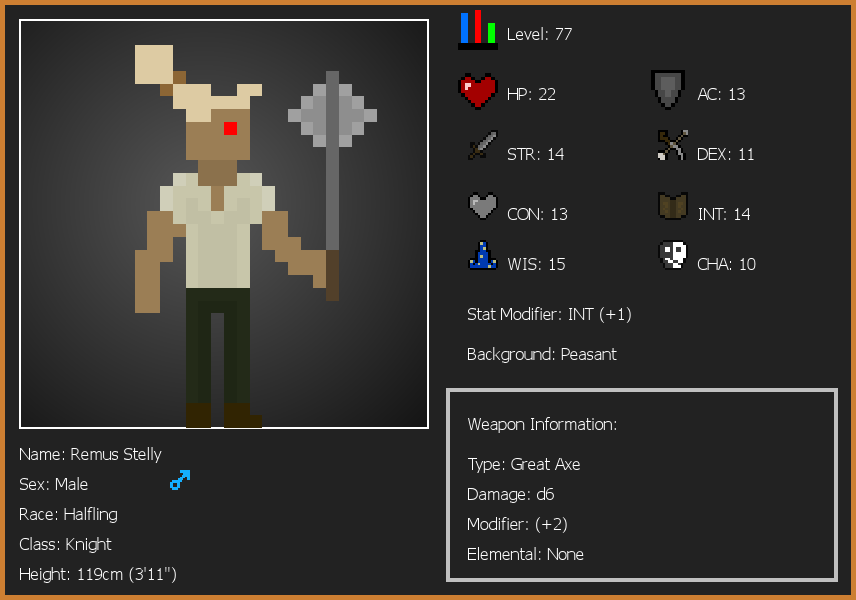 Level: 77
HP: 22
AC: 13
STR: 14
DEX: 11
CON: 13
INT: 14
WIS: 15
CHA: 10
Stat Modifier: INT (+1)
Background: Peasant
Weapon Information:
Type: Great Axe
Damage: d6
Modifier: (+2)
Elemental: None
Name: Remus Stelly
Sex: Male
Race: Halfling
Class: Knight
Height: 119cm (3'11")